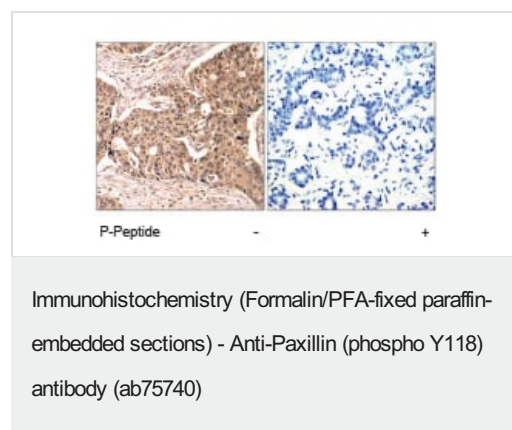 P-Peptide - +
Immunohistochemistry (Formalin/PFA-fixed paraffin-
embedded sections) - Anti-Paxillin (phospho Y118)
antibody (ab75740)